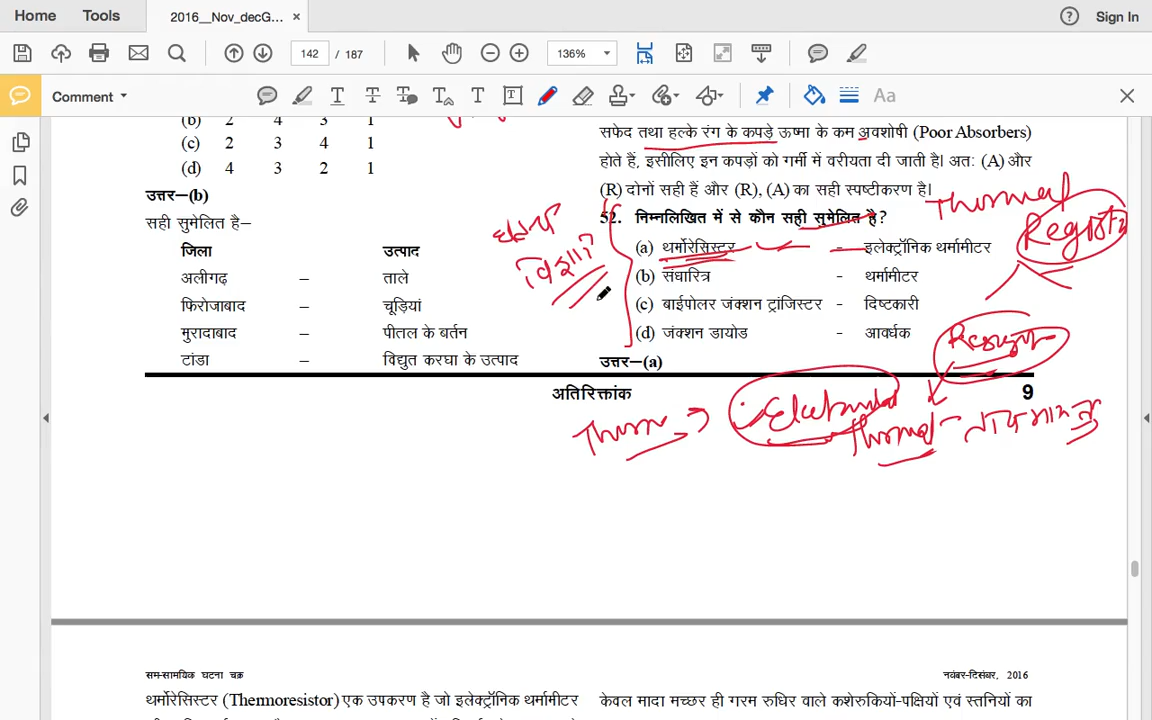 Home Tools 2016__Nov_decG... × Sign In
142 / 187 136%
Comment Aa
(b) 2 4 3 1
(c) 2 3 4 1
(d) 4 3 2 1
उत्तर–(b)
सही सुमेलित है–
जिला उत्पाद
अलीगढ़ – ताले
फिरोजाबाद – चूड़ियां
मुरादाबाद – पीतल के बर्तन
टांडा – विद्युत करघा के उत्पाद
सफेद तथा हल्के रंग के कपड़े ऊष्मा के कम अवशोषी (Poor Absorbers)
होते हैं, इसीलिए इन कपड़ों को गर्मी में वरीयता दी जाती है। अतः (A) और
(R) दोनों सही हैं और (R), (A) का सही स्पष्टीकरण है।
52. निम्नलिखित में से कौन सही सुमेलित है?
(a) थर्मोरेसिस्टर - इलेक्ट्रॉनिक थर्मामीटर
(b) संधारित्र - थर्मामीटर
(c) बाईपोलर जंक्शन ट्रांजिस्टर - दिष्टकारी
(d) जंक्शन डायोड - आवर्धक
उत्तर–(a)
Thermal
अतिरिक्तांक 9
सम-सामयिक घटना चक्र नवंबर-दिसंबर, 2016
थर्मोरेसिस्टर (Thermoresistor) एक उपकरण है जो इलेक्ट्रॉनिक थर्मामीटर
केवल मादा मच्छर ही गरम रुधिर वाले कशेरुकियों-पक्षियों एवं स्तनियों का